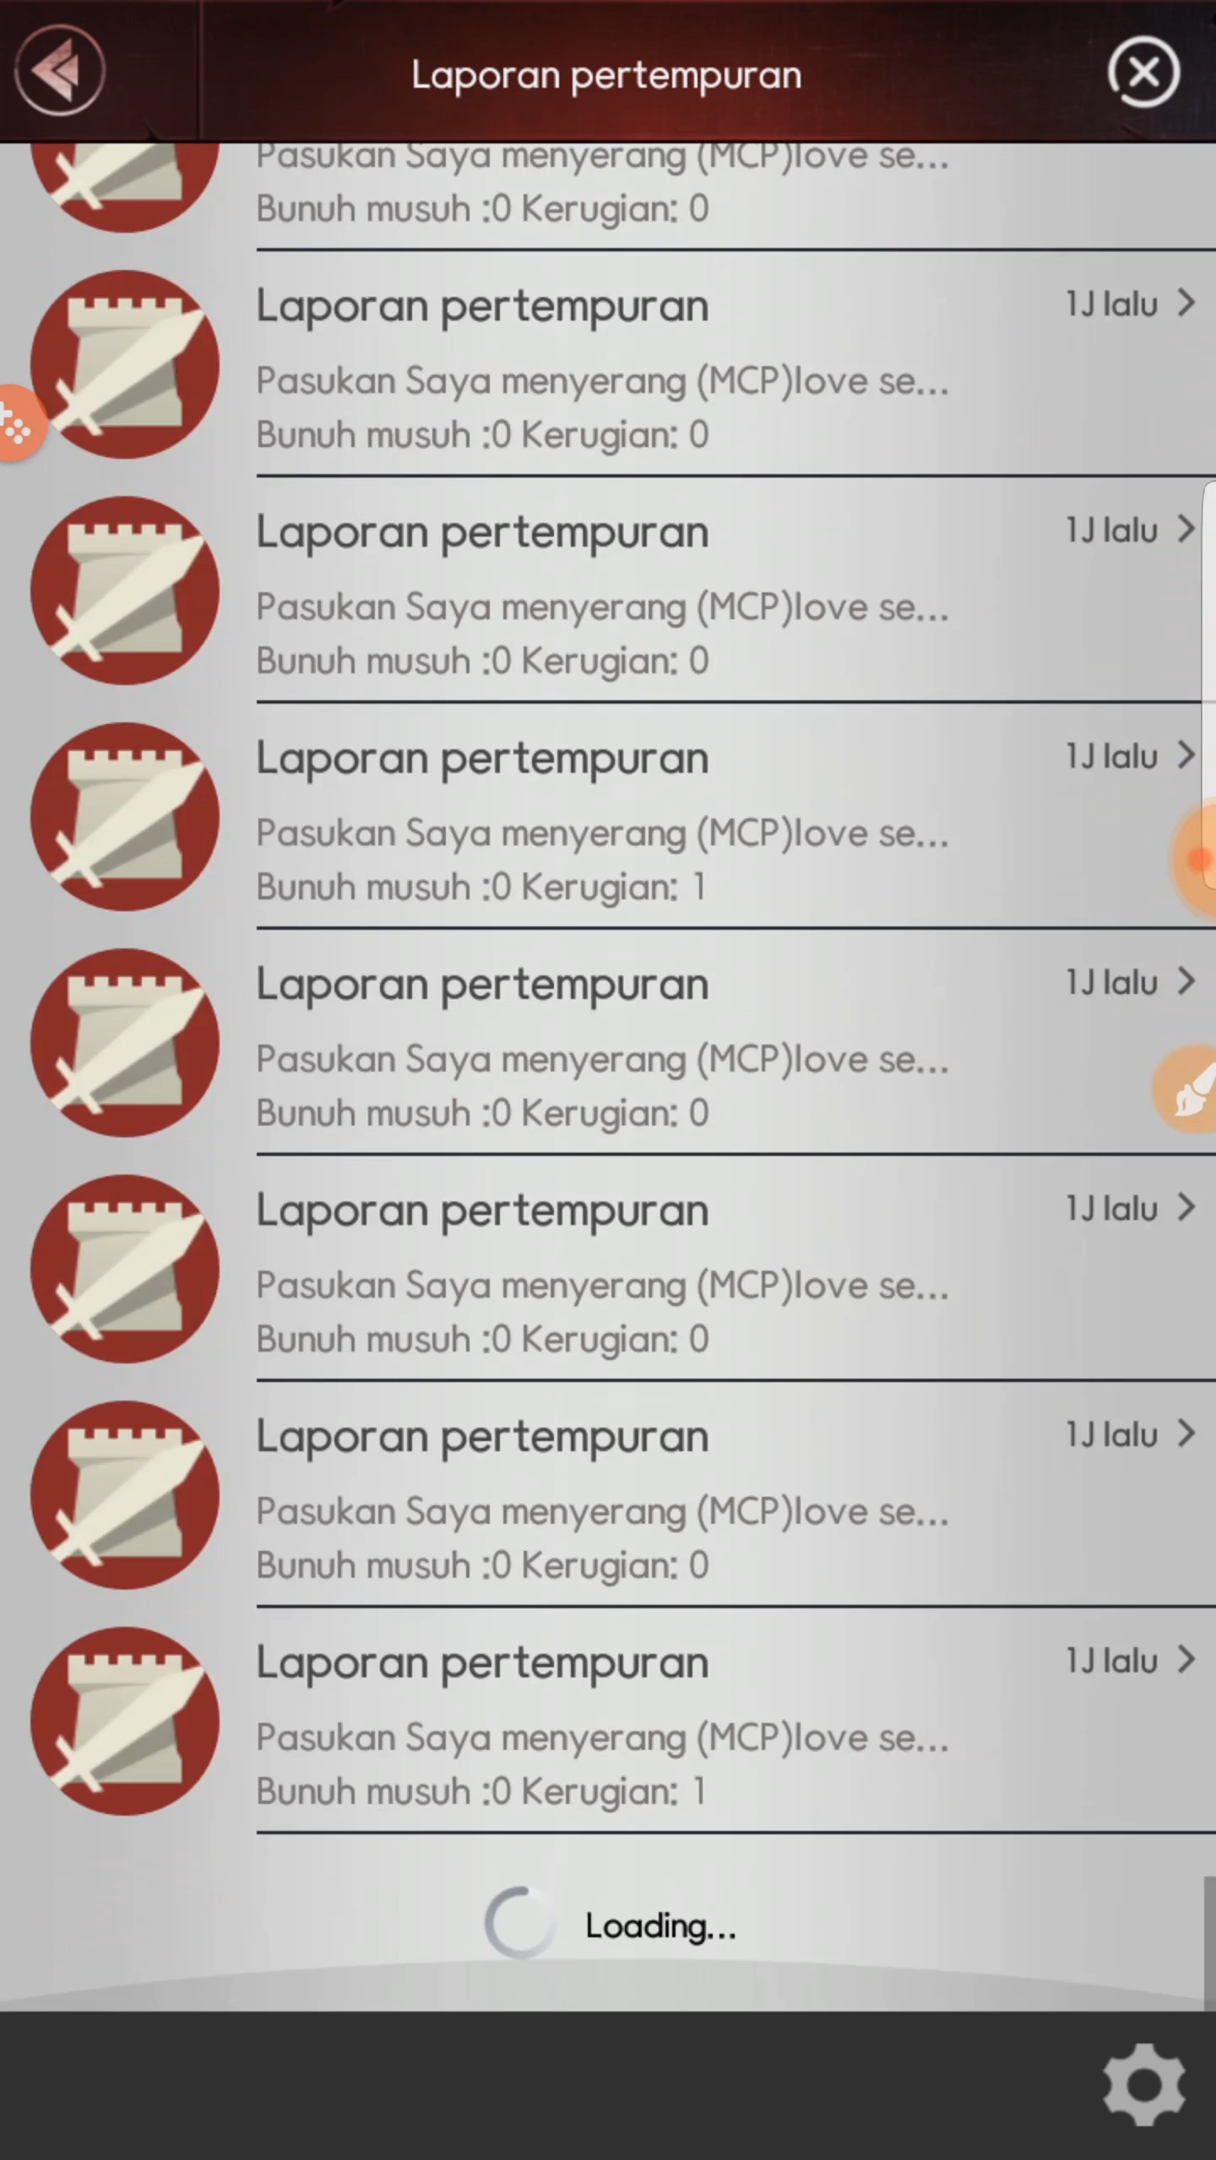 Laporan pertempuran
Pasukan Saya menyerang (MCP)love se...
Bunuh musuh :0 Kerugian: 0
Laporan pertempuran
1J lalu
Pasukan Saya menyerang (MCP)love se...
Bunuh musuh :0 Kerugian: 0
Laporan pertempuran
1J lalu
Pasukan Saya menyerang (MCP)love se...
Bunuh musuh :0 Kerugian: 0
Laporan pertempuran
1J lalu
Pasukan Saya menyerang (MCP)love se...
Bunuh musuh :0 Kerugian: 1
Laporan pertempuran
1J lalu
Pasukan Saya menyerang (MCP)love se...
Bunuh musuh :0 Kerugian: 0
Laporan pertempuran
1J lalu
Pasukan Saya menyerang (MCP)love se...
Bunuh musuh :0 Kerugian: 0
Laporan pertempuran
1J lalu
Pasukan Saya menyerang (MCP)love se...
Bunuh musuh :0 Kerugian: 0
Laporan pertempuran
1J lalu
Pasukan Saya menyerang (MCP)love se...
Bunuh musuh :0 Kerugian: 1
Loading...